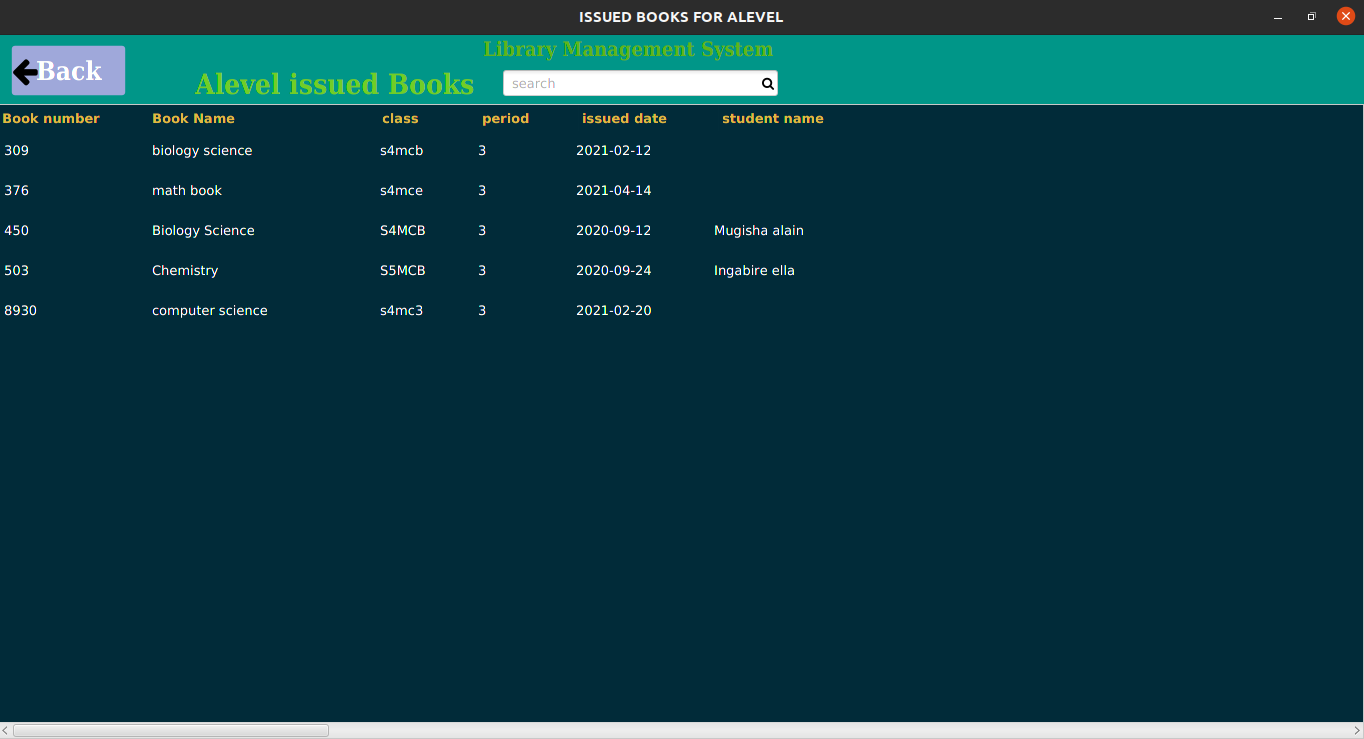 ISSUED BOOKS FOR ALEVEL
Library Management System
Back
Alevel issued Books
search
Book number Book Name class period issued date student name
309 biology science s4mcb 3 2021-02-12
376 math book s4mce 3 2021-04-14
450 Biology Science S4MCB 3 2020-09-12 Mugisha alain
503 Chemistry S5MCB 3 2020-09-24 Ingabire ella
8930 computer science s4mc3 3 2021-02-20